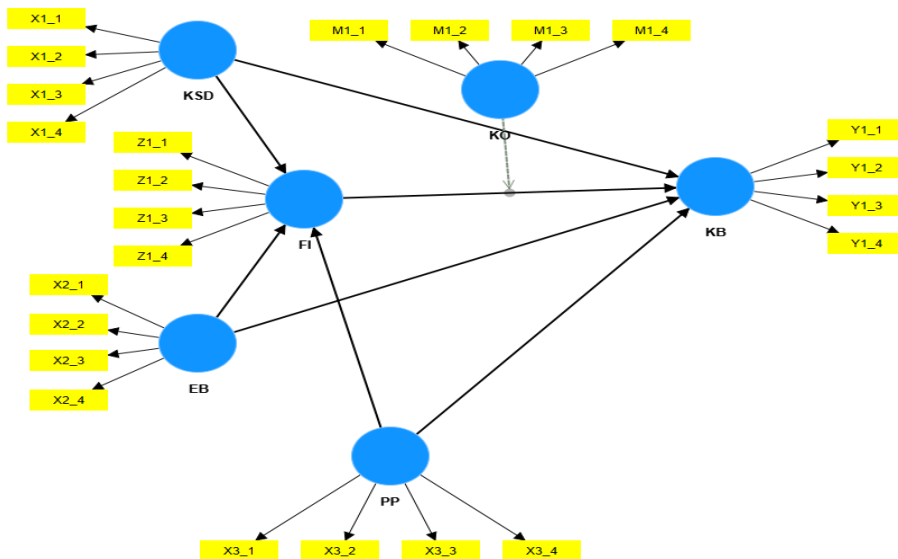 X1_1
X1_2
X1_3
X1_4
KSD
M1_1
M1_2
M1_3
M1_4
KO
Z1_1
Z1_2
Z1_3
Z1_4
FI
Y1_1
Y1_2
Y1_3
Y1_4
KB
X2_1
X2_2
X2_3
X2_4
EB
PP
X3_1
X3_2
X3_3
X3_4